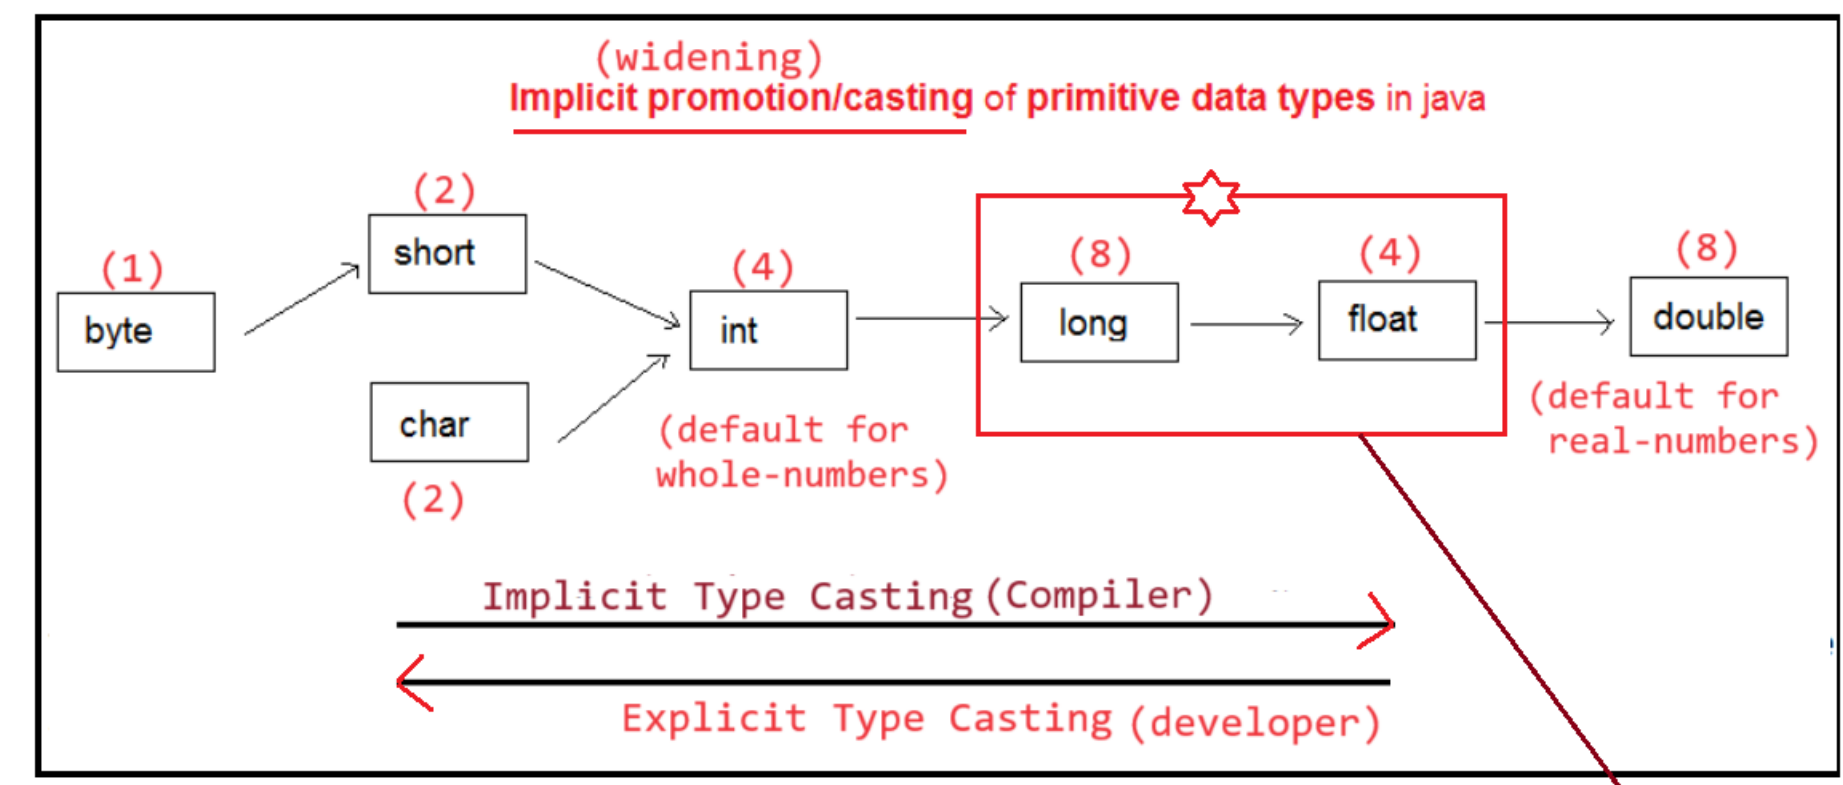 (widening)
Implicit promotion/casting of primitive data types in java
(1)
byte
(2)
short
char
(2)
(4)
int
(default for
whole-numbers)
(8)
long
(4)
float
(8)
double
(default for
real-numbers)
Implicit Type Casting (Compiler)
Explicit Type Casting (developer)